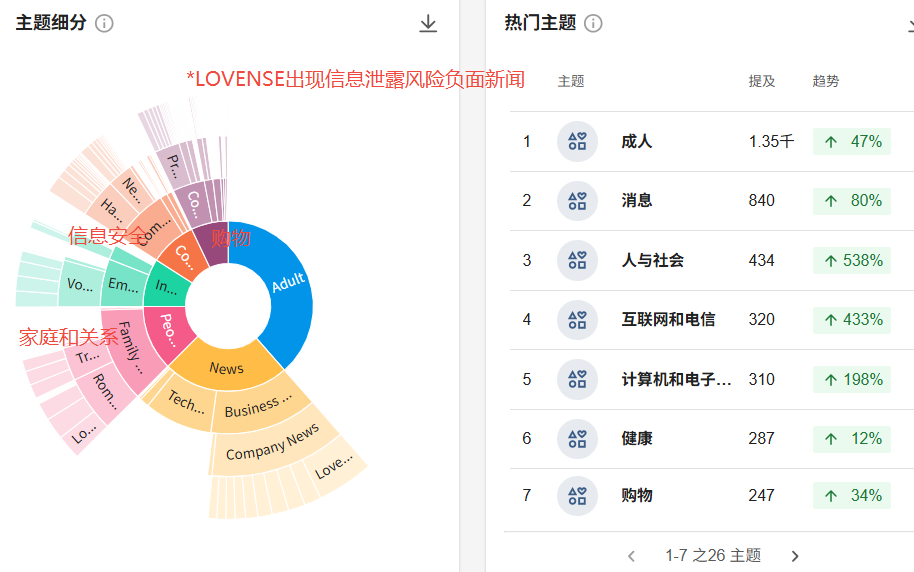 主题细分
*LOVENSE出现信息泄露风险负面新闻
Pr...
Ne...
Ha...
Co...
Com...
Co...
信息安全
购物
Adult
Vo...
Em...
In...
家庭和关系
Peo...
Family ...
Tr...
Rom...
Lo...
News
Tech...
Business ...
Company News
Love...
热门主题
主题 提及 趋势
1 成人 1.35千 ↑ 47%
2 消息 840 ↑ 80%
3 人与社会 434 ↑ 538%
4 互联网和电信 320 ↑ 433%
5 计算机和电子... 310 ↑ 198%
6 健康 287 ↑ 12%
7 购物 247 ↑ 34%
1-7 之26 主题